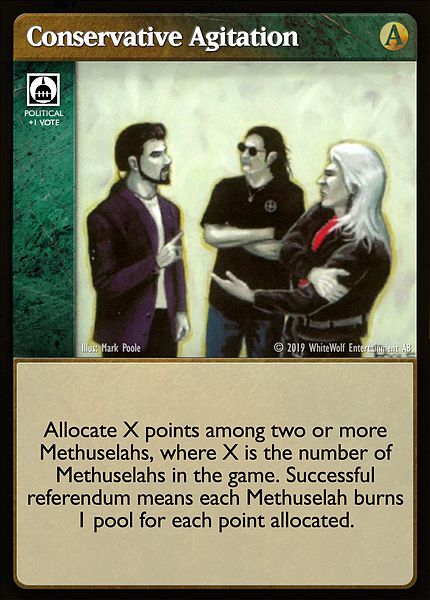 Conservative Agitation
A
POLITICAL
+1 VOTE
Illus: Mark Poole
© 2019 WhiteWolf Entertainment AB
Allocate X points among two or more
Methuselahs, where X is the number of
Methuselahs in the game. Successful
referendum means each Methuselah burns
1 pool for each point allocated.